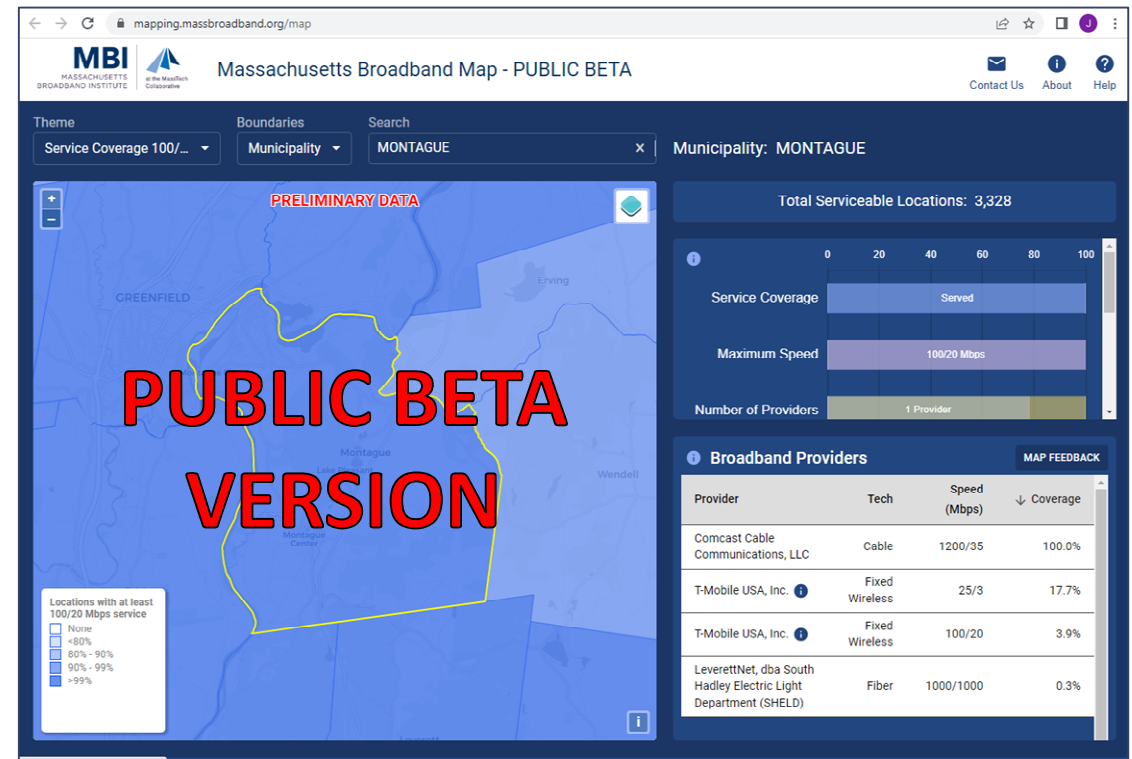 mapping.massbroadband.org/map
J
MBI
MASSACHUSETTS
BROADBAND INSTITUTE
at the MassTech
Collaborative
Massachusetts Broadband Map - PUBLIC BETA
Contact Us
About
Help
Theme
Boundaries
Search
Service Coverage 100/...
Municipality
MONTAGUE
x
Municipality: MONTAGUE
+
−
PRELIMINARY DATA
Total Serviceable Locations: 3,328
0 20 40 60 80 100
Service Coverage
Served
Maximum Speed
100/20 Mbps
Number of Providers
1 Provider
GREENFIELD
Erving
PUBLIC BETA
VERSION
Montague
Lake Pleasant
Wendell
Montague
Center
Leverett
Locations with at least
100/20 Mbps service
None
<80%
80% - 90%
90% - 99%
>99%
i
Broadband Providers
MAP FEEDBACK
Provider Tech Speed (Mbps) ↓ Coverage
Comcast Cable
Communications, LLC Cable 1200/35 100.0%
T-Mobile USA, Inc. Fixed Wireless 25/3 17.7%
T-Mobile USA, Inc. Fixed Wireless 100/20 3.9%
LeverettNet, dba South
Hadley Electric Light
Department (SHELD) Fiber 1000/1000 0.3%